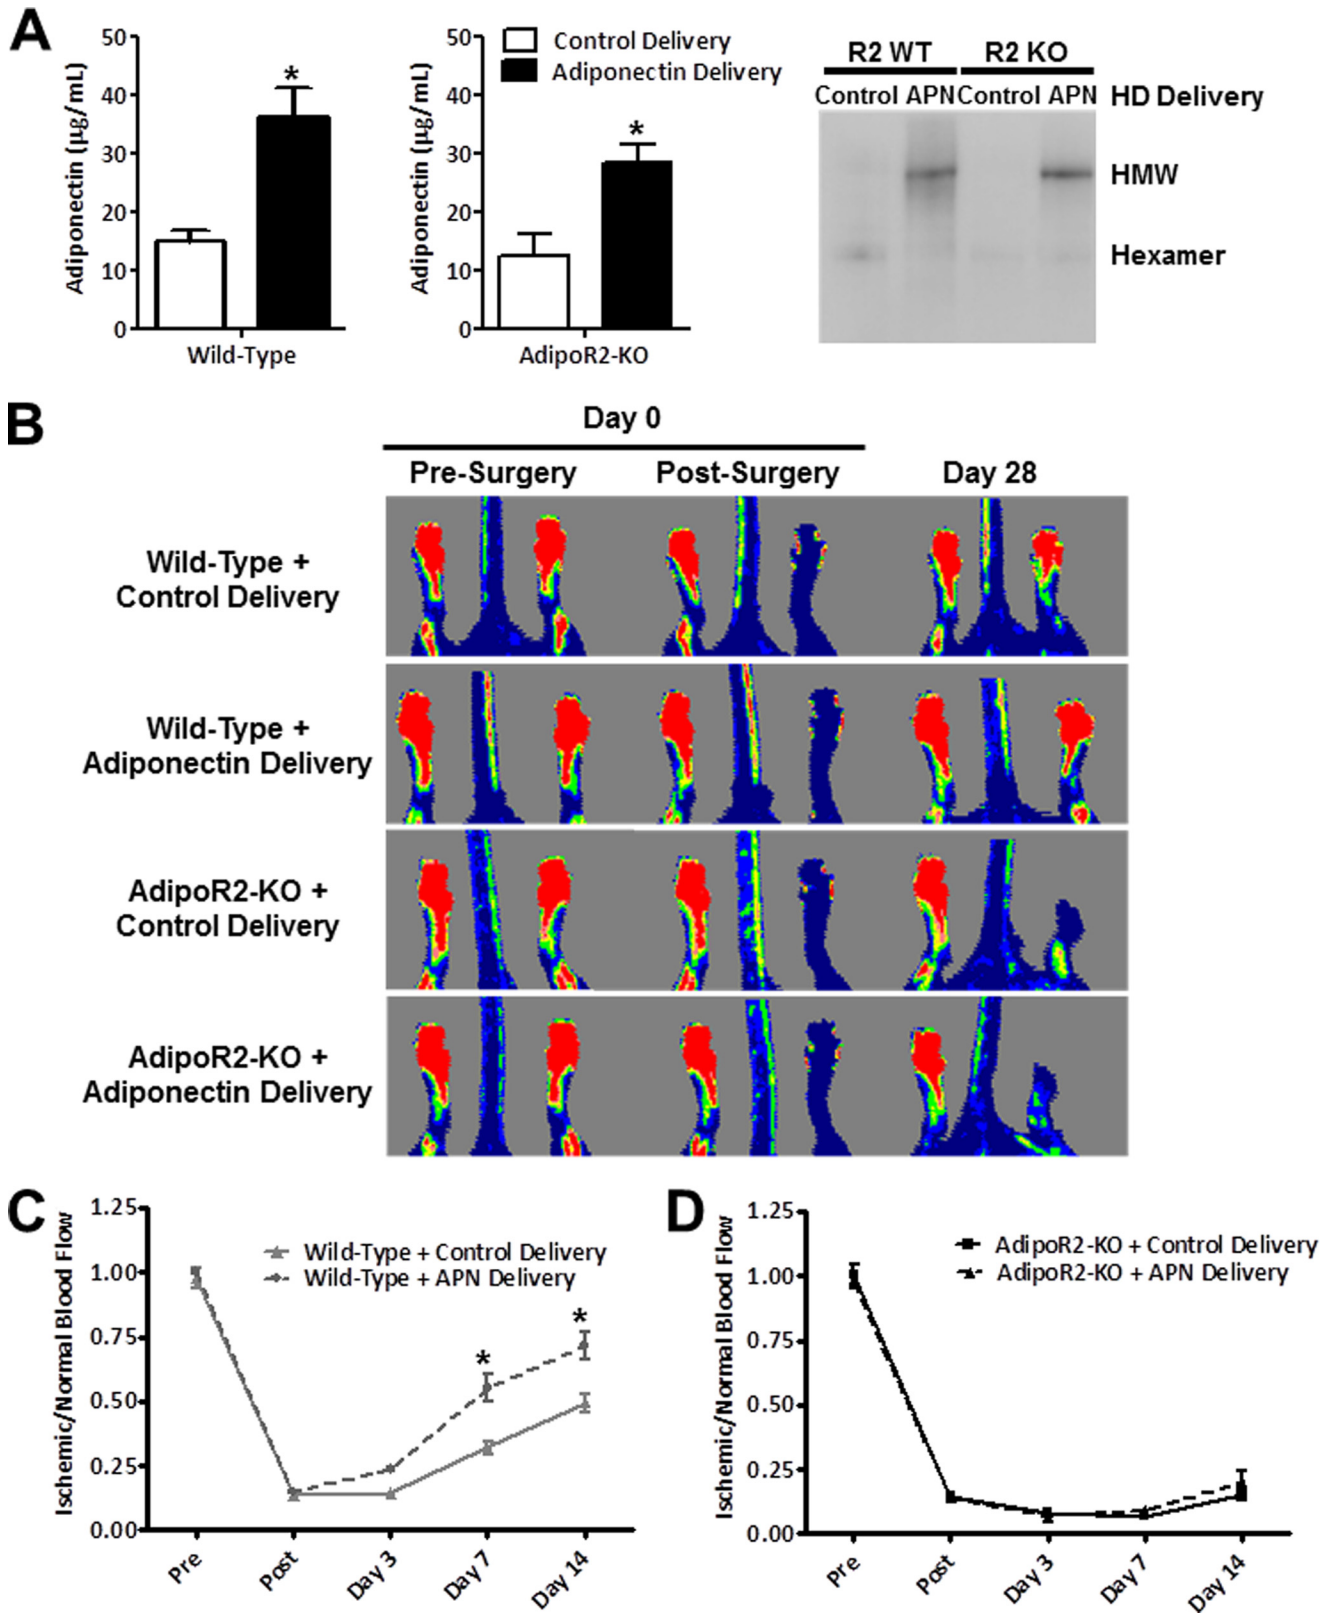 A
Adiponectin (µg/mL)
50
40
30
20
10
0
*
Wild-Type
Adiponectin (µg/mL)
50
40
30
20
10
0
*
AdipoR2-KO
Control Delivery
Adiponectin Delivery
R2 WT R2 KO
Control APN Control APN HD Delivery
HMW
Hexamer
B
Day 0
Pre-Surgery Post-Surgery Day 28
Wild-Type +
Control Delivery
Wild-Type +
Adiponectin Delivery
AdipoR2-KO +
Control Delivery
AdipoR2-KO +
Adiponectin Delivery
C
Ischemic/Normal Blood Flow
1.25
1.00
0.75
0.50
0.25
0.00
Wild-Type + Control Delivery
Wild-Type + APN Delivery
*
*
Pre
Post
Day 3
Day 7
Day 14
D
Ischemic/Normal Blood Flow
1.25
1.00
0.75
0.50
0.25
0.00
AdipoR2-KO + Control Delivery
AdipoR2-KO + APN Delivery
Pre
Post
Day 3
Day 7
Day 14